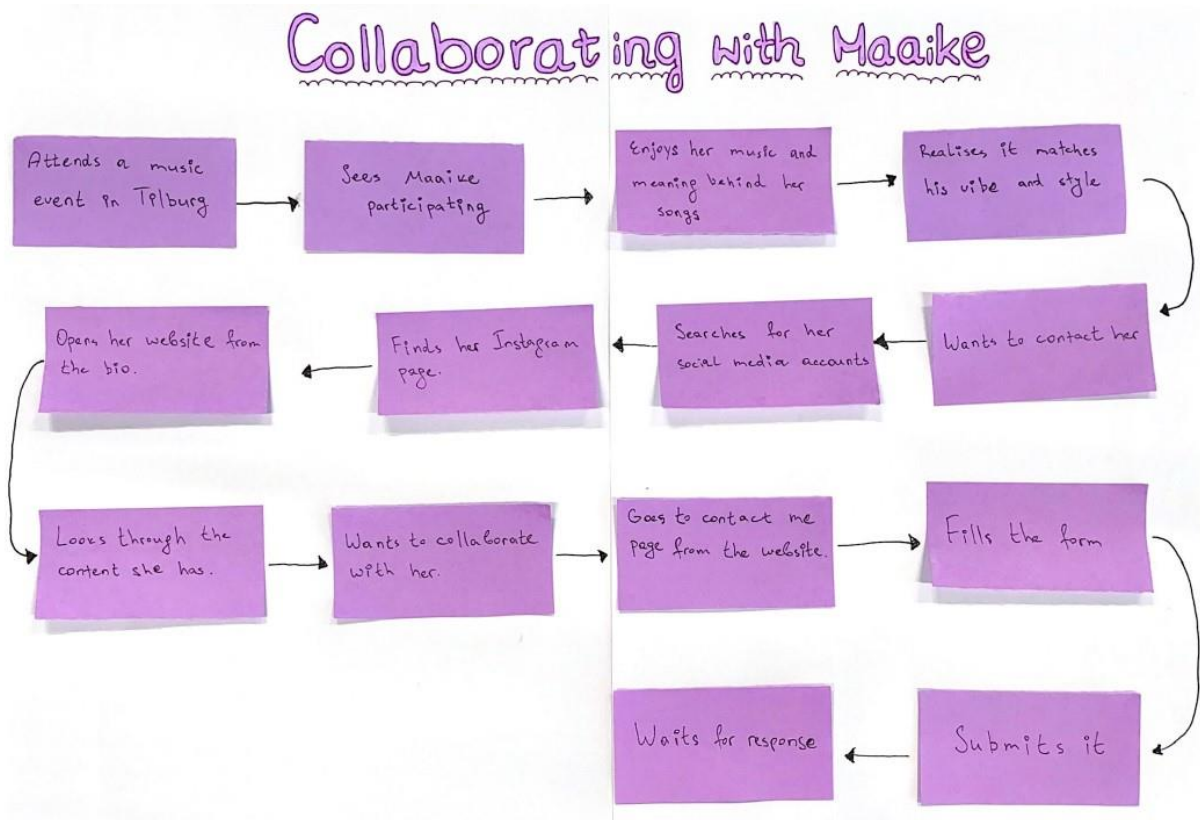 Collaborating with Maaike
Attends a music
event in Tilburg
Sees Maaike
participating
Enjoys her music and
meaning behind her
songs
Realises it matches
his vibe and style
Wants to contact her
Searches for her
social media accounts
Finds her Instagram
page.
Opens her website from
the bio.
Looks through the
content she has.
Wants to collaborate
with her.
Goes to contact me
page from the website.
Fills the form
Submits it
Waits for response